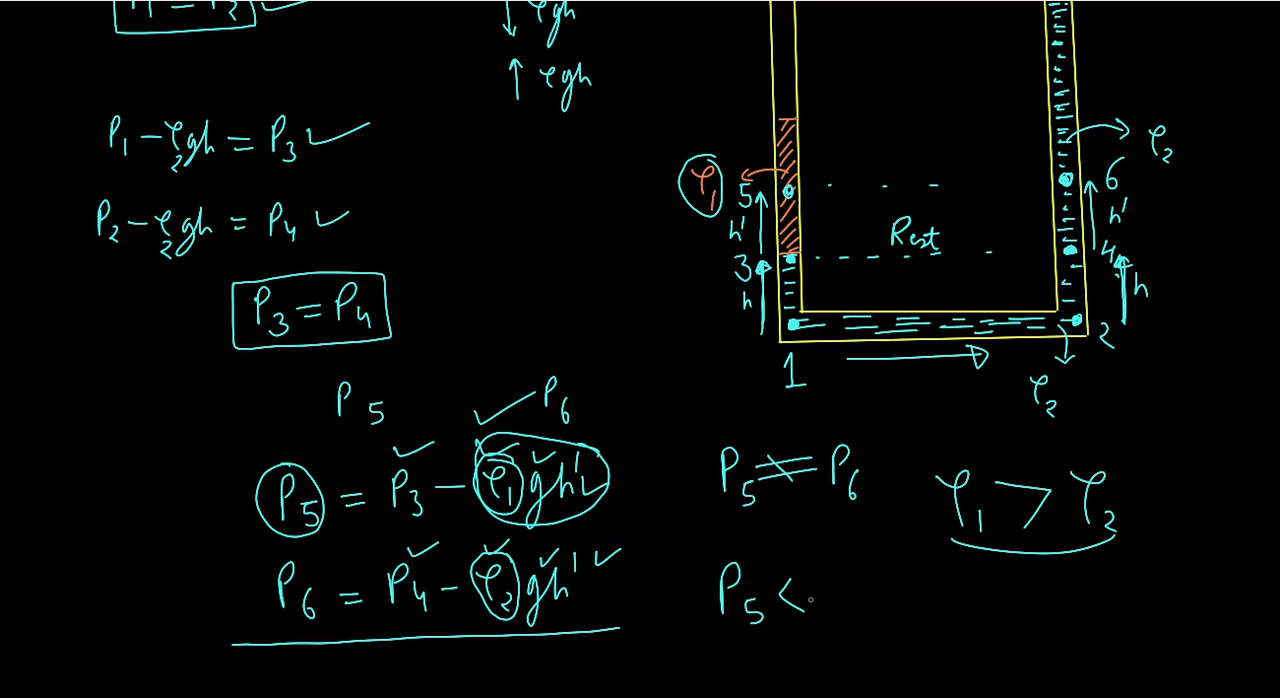 ρgh
ρgh
P₁ − ρ₂gh = P₃ ✓
P₂ − ρ₂gh = P₄ ✓
P₃ = P₄
P₅ P₆
P₅ = P₃ − ρ₁gh'
P₆ = P₄ − ρ₂gh'
ρ₂
ρ₁ 5 6
h' h'
Rest
3 4
h h
1 2
ρ₂
P₅ ≠ P₆
ρ₁ > ρ₂
P₅ <